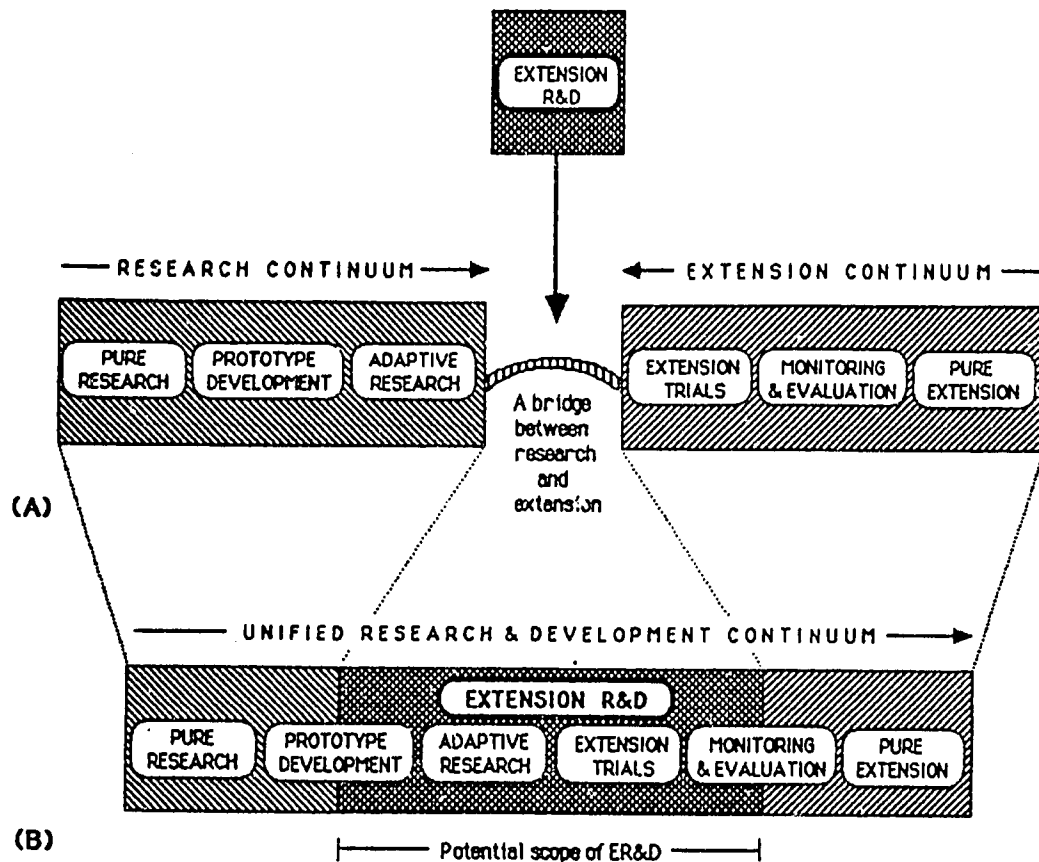 EXTENSION
R&D
RESEARCH CONTINUUM
EXTENSION CONTINUUM
PURE
RESEARCH
PROTOTYPE
DEVELOPMENT
ADAPTIVE
RESEARCH
EXTENSION
TRIALS
MONITORING
& EVALUATION
PURE
EXTENSION
A bridge
between
research
and
extension
(A)
UNIFIED RESEARCH & DEVELOPMENT CONTINUUM
EXTENSION R&D
PURE
RESEARCH
PROTOTYPE
DEVELOPMENT
ADAPTIVE
RESEARCH
EXTENSION
TRIALS
MONITORING
& EVALUATION
PURE
EXTENSION
(B)
Potential scope of ER&D